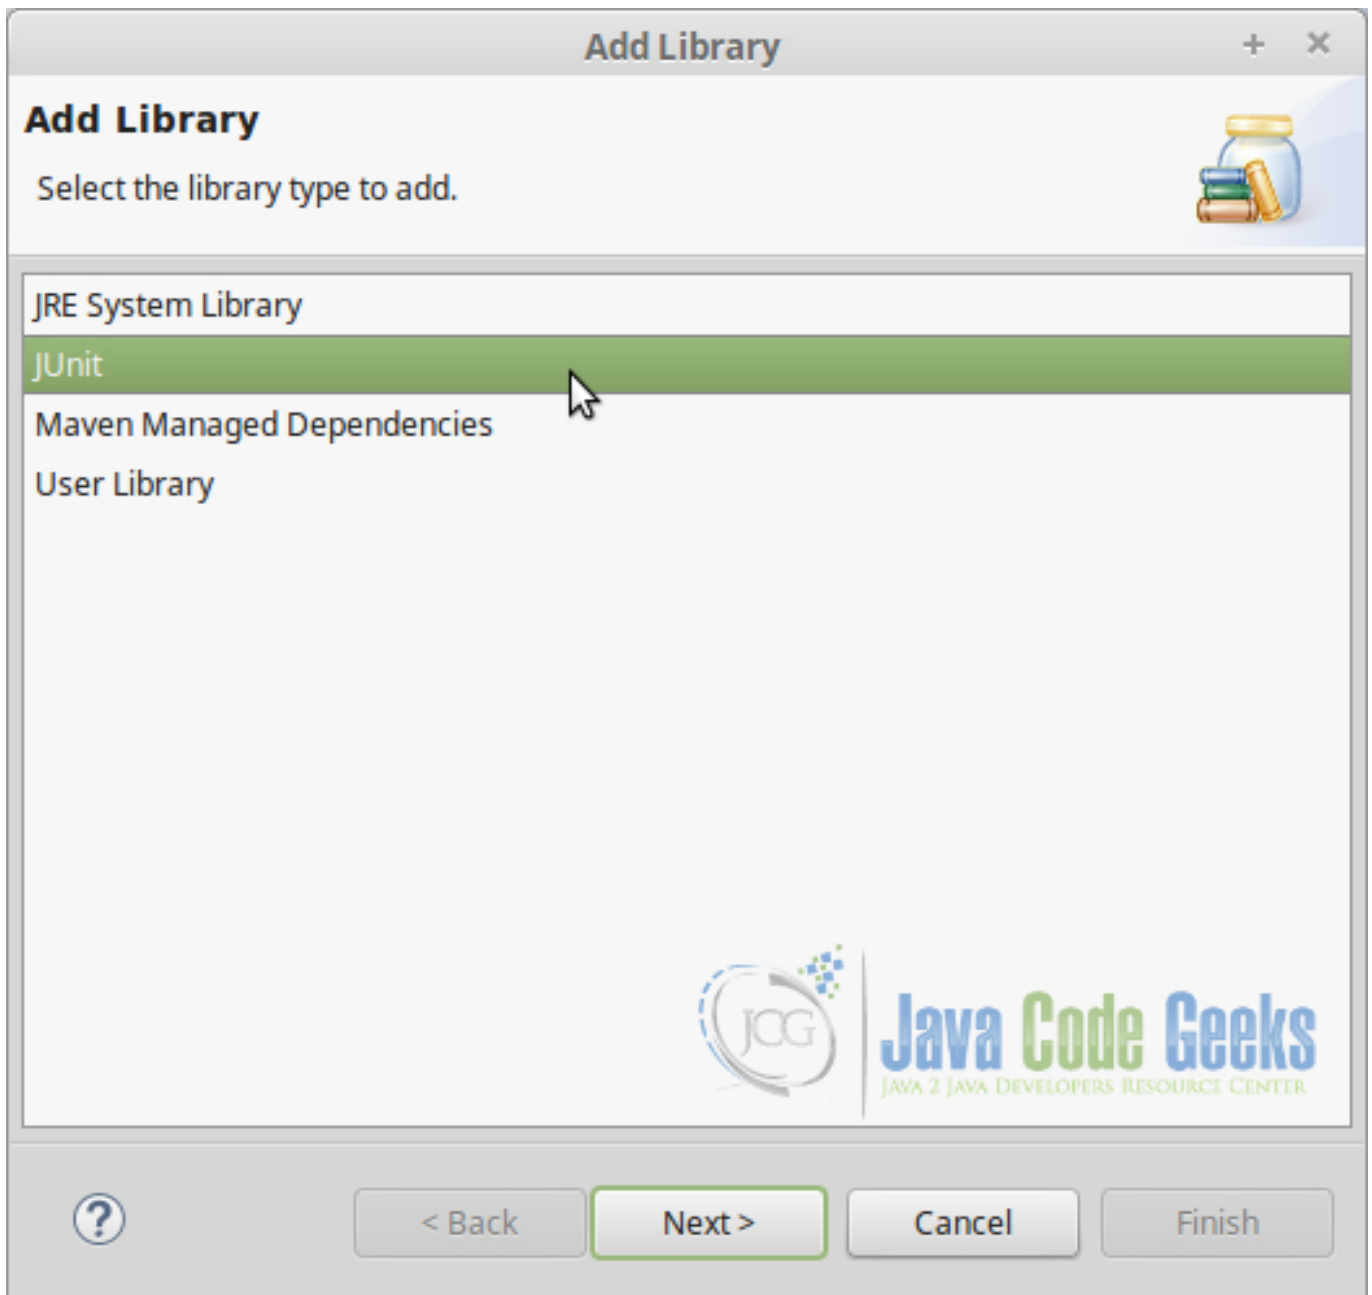 Add Library
Add Library
Select the library type to add.
JRE System Library
JUnit
Maven Managed Dependencies
User Library
JCG
Java Code Geeks
JAVA 2 JAVA DEVELOPERS RESOURCE CENTER
?
< Back
Next >
Cancel
Finish